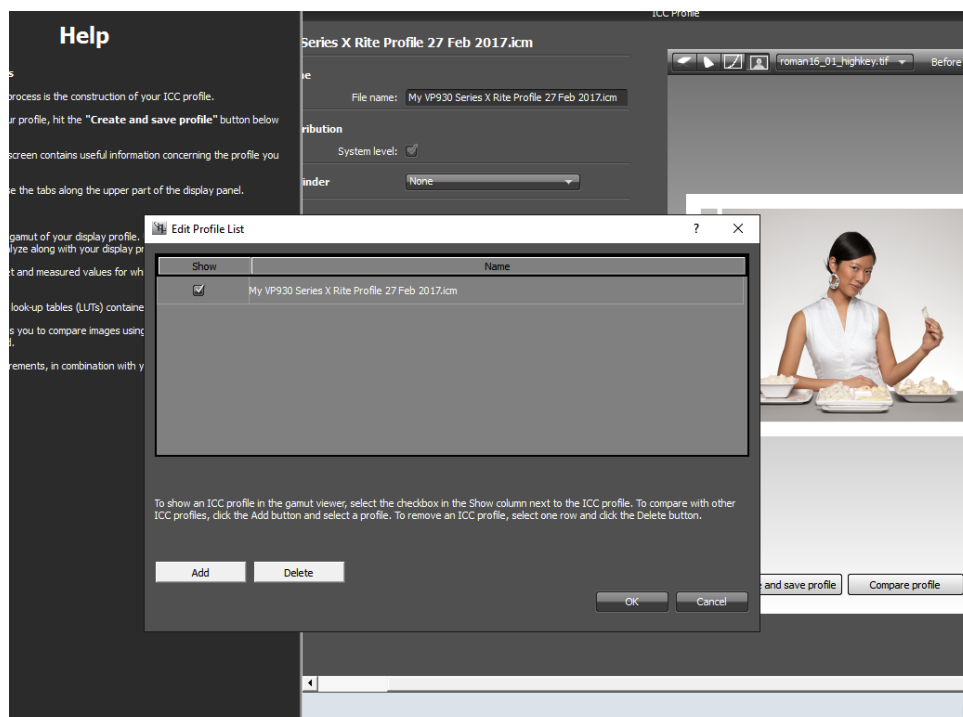 ICC Profile
Help
Series X Rite Profile 27 Feb 2017.icm
roman16_01_highkey.tif
Before
process is the construction of your ICC profile.
File name:
My VP930 Series X Rite Profile 27 Feb 2017.icm
r profile, hit the "Create and save profile" button below
ribution
screen contains useful information concerning the profile you
System level:
e the tabs along the upper part of the display panel.
inder
None
gamut of your display profile.
lyze along with your display pr
et and measured values for wh
look-up tables (LUTs) containe
s you to compare images using
d.
rements, in combination with y
Edit Profile List
?
Show
Name
My VP930 Series X Rite Profile 27 Feb 2017.icm
To show an ICC profile in the gamut viewer, select the checkbox in the Show column next to the ICC profile. To compare with other
ICC profiles, click the Add button and select a profile. To remove an ICC profile, select one row and click the Delete button.
Add
Delete
OK
Cancel
and save profile
Compare profile